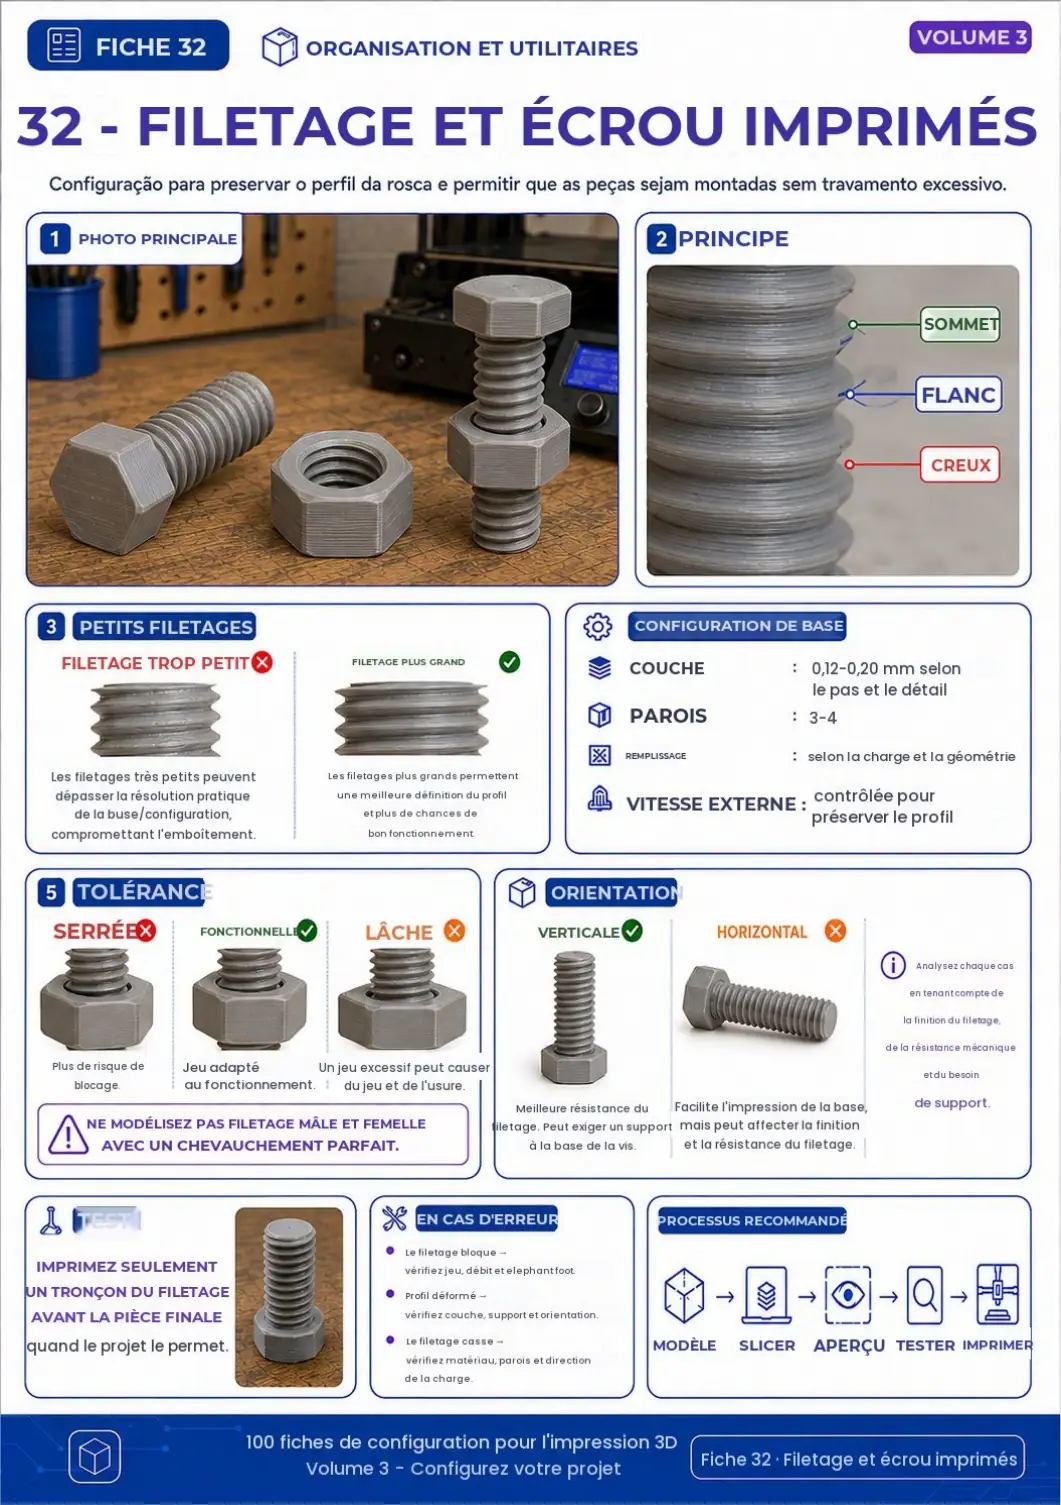 FICHE 32
ORGANISATION ET UTILITAIRES
VOLUME 3
32 - FILETAGE ET ÉCROU IMPRIMÉS
Configuração para preservar o perfil da rosca e permitir que as peças sejam montadas sem travamento excessivo.
1 PHOTO PRINCIPALE
2 PRINCIPE
SOMMET
FLANC
CREUX
3 PETITS FILETAGES
FILETAGE TROP PETIT
Les filetages très petits peuvent
dépasser la résolution pratique
de la buse/configuration,
compromettant l'emboîtement.
FILETAGE PLUS GRAND
Les filetages plus grands permettent
une meilleure définition du profil
et plus de chances de
bon fonctionnement.
CONFIGURATION DE BASE
COUCHE : 0,12-0,20 mm selon
le pas et le détail
PAROIS : 3-4
REMPLISSAGE : selon la charge et la géométrie
VITESSE EXTERNE : contrôlée pour
préserver le profil
5 TOLÉRANCE
SERRÉE
Plus de risque de
blocage.
FONCTIONNELLE
Jeu adapté
au fonctionnement.
LÂCHE
Un jeu excessif peut causer
du jeu et de l'usure.
NE MODÉLISEZ PAS FILETAGE MÂLE ET FEMELLE
AVEC UN CHEVAUCHEMENT PARFAIT.
ORIENTATION
VERTICALE
Meilleure résistance du
filetage. Peut exiger un support
à la base de la vis.
HORIZONTAL
Facilite l'impression de la base,
mais peut affecter la finition
et la résistance du filetage.
Analysez chaque cas
en tenant compte de
la finition du filetage,
de la résistance mécanique
et du besoin
de support.
TEST
IMPRIMEZ SEULEMENT
UN TRONÇON DU FILETAGE
AVANT LA PIÈCE FINALE
quand le projet le permet.
EN CAS D'ERREUR
Le filetage bloque →
vérifiez jeu, débit et elephant foot.
Profil déformé →
vérifiez couche, support et orientation.
Le filetage casse →
vérifiez matériau, parois et direction
de la charge.
PROCESSUS RECOMMANDÉ
MODÈLE
SLICER
APERÇU
TESTER
IMPRIMER
100 fiches de configuration pour l'impression 3D
Volume 3 - Configurez votre projet
Fiche 32 · Filetage et écrou imprimés